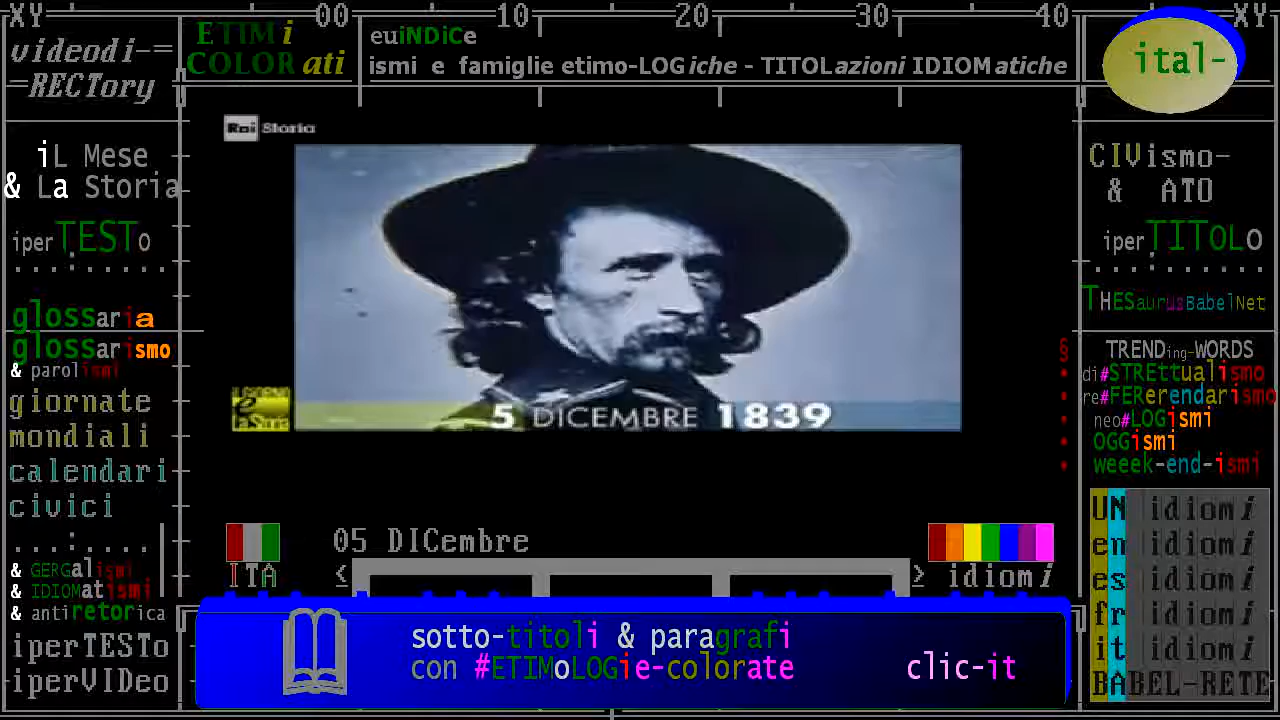 XY 00 10 20 30 40 XY
videodi-=
=RECTory
ETIMi
COLORati
euiNDiCe
ismi e famiglie etimo-LOGiche - TITOLazioni IDIOMatiche
ital-
Rai Storia
iL Mese
& La Storia
iperTESTo
glossaria
glossarismo
& parolismi
giornate
mondiali
calendari
civici
& GERGalismi
& IDIOMatismi
& antiretorica
iperTESTo
iperVIDeo
5 DICEMBRE 1839
ITA
05 DICembre
< > idiomi
sotto-titoli & paragrafi
con #ETIMoLOGie-colorate
clic-it
CIVismo-
& ATO
iperTITOLO
THESaurusBabelNet
§
TRENDing-WORDS
di#STREttualismo
re#FERerendarismo
neo#LOGismi
OGGismi
weeek-end-ismi
UN idiomi
en idiomi
es idiomi
fr idiomi
it idiomi
BABEL-RETE